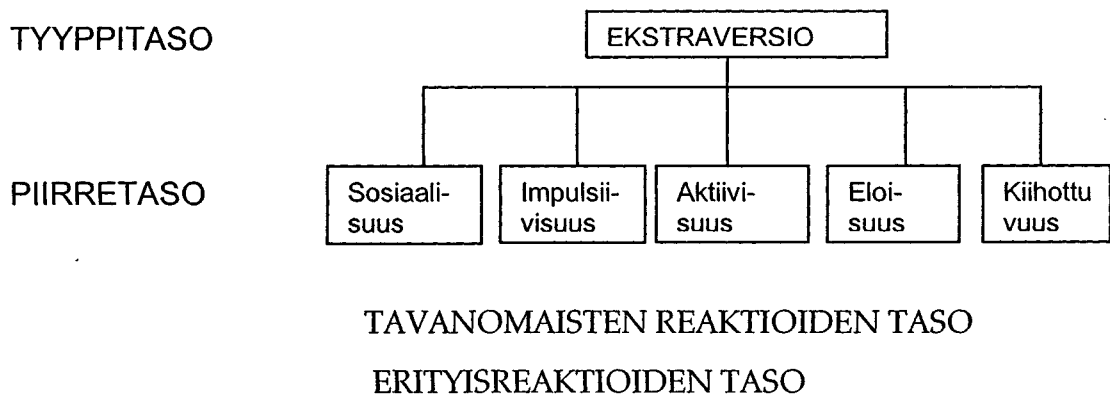 TYYPPITASO
EKSTRAVERSIO
PIIRRETASO
Sosiaali-
suus
Impulsii-
visuus
Aktiivi-
suus
Eloi-
suus
Kiihottu
vuus
TAVANOMAISTEN REAKTIOIDEN TASO
ERITYISREAKTIOIDEN TASO